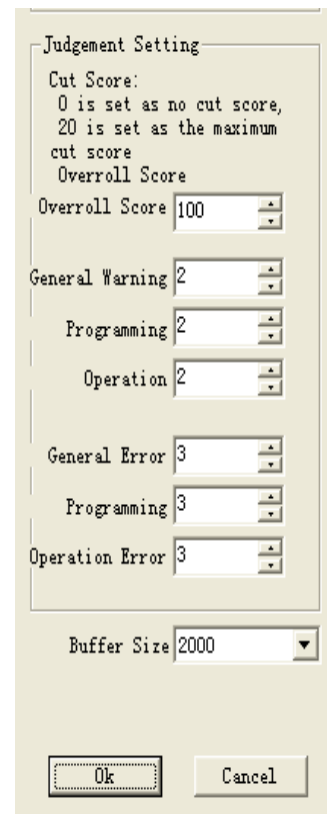 Judgement Setting
Cut Score:
0 is set as no cut score,
20 is set as the maximum
cut score
Overroll Score
Overroll Score 100
General Warning 2
Programming 2
Operation 2
General Error 3
Programming 3
Operation Error 3
Buffer Size 2000
Ok Cancel